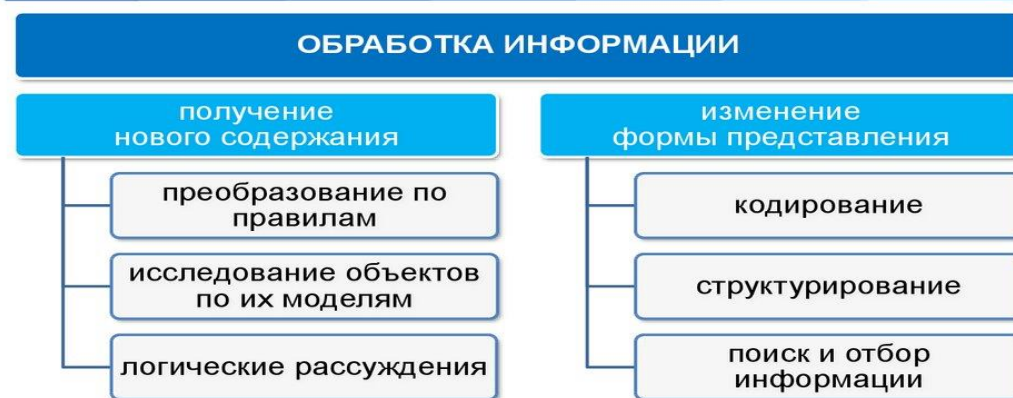 ОБРАБОТКА ИНФОРМАЦИИ
получение
нового содержания
преобразование по
правилам
исследование объектов
по их моделям
логические рассуждения
изменение
формы представления
кодирование
структурирование
поиск и отбор
информации